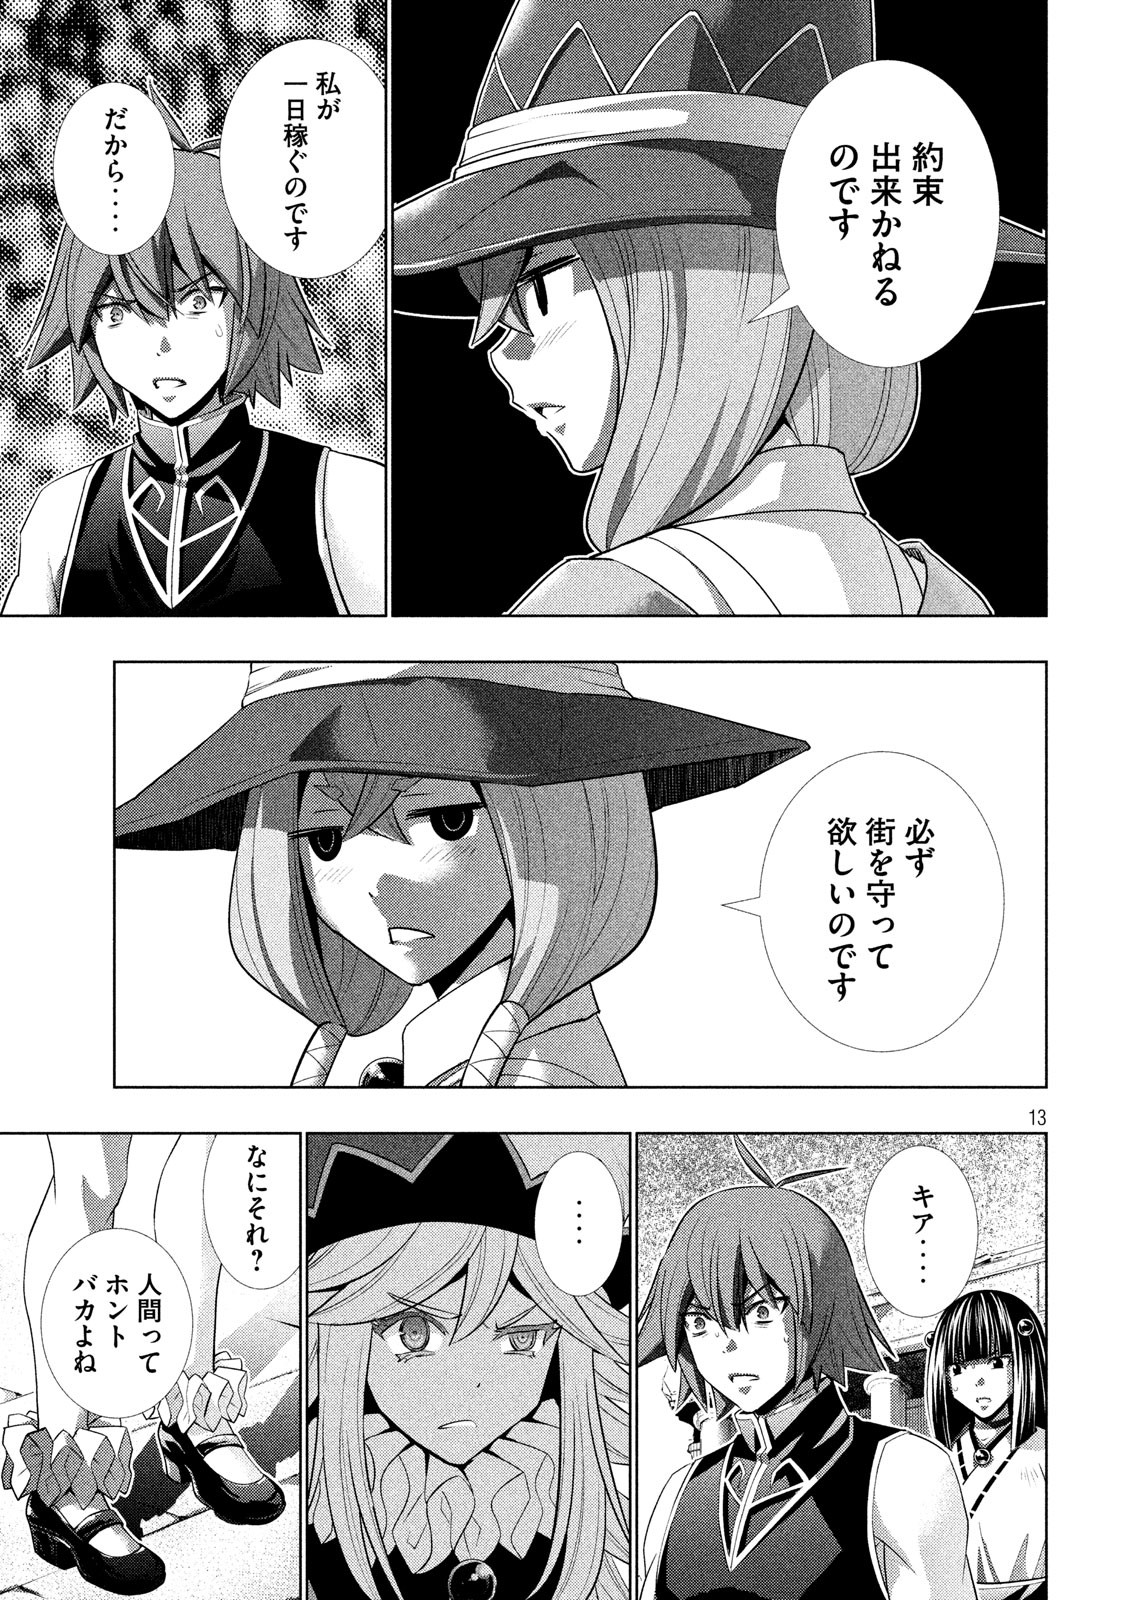 約束
出来かねる
のです
私が
一日稼ぐのです
だから‥‥
必ず
街を守って
欲しいのです
13
キア‥‥
‥‥
なにそれ?
人間って
ホント
バカよね